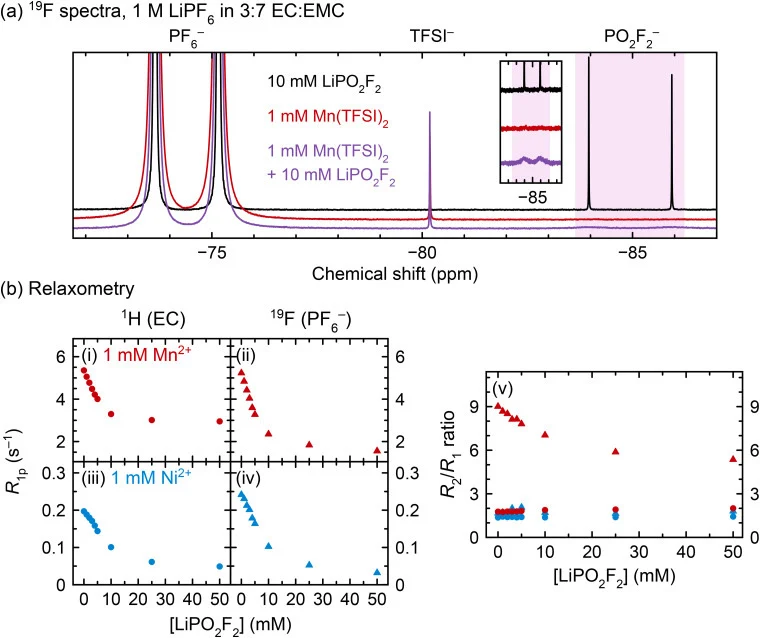 (a) ¹⁹F spectra, 1 M LiPF₆ in 3:7 EC:EMC
PF₆⁻ TFSI⁻ PO₂F₂⁻
10 mM LiPO₂F₂
1 mM Mn(TFSI)₂
1 mM Mn(TFSI)₂
+ 10 mM LiPO₂F₂
−85
−75 −80 −85
Chemical shift (ppm)
(b) Relaxometry
¹H (EC) ¹⁹F (PF₆⁻)
(i) 1 mM Mn²⁺ (ii)
6 6
4 4
2 2
R₁ₚ (s⁻¹)
(iii) 1 mM Ni²⁺ (iv)
0.3 0.3
0.2 0.2
0.1 0.1
0 0
0 10 20 30 40 50 0 10 20 30 40 50
[LiPO₂F₂] (mM)
(v)
9 9
6 6
3 3
0 0
R₂/R₁ ratio
0 10 20 30 40 50
[LiPO₂F₂] (mM)